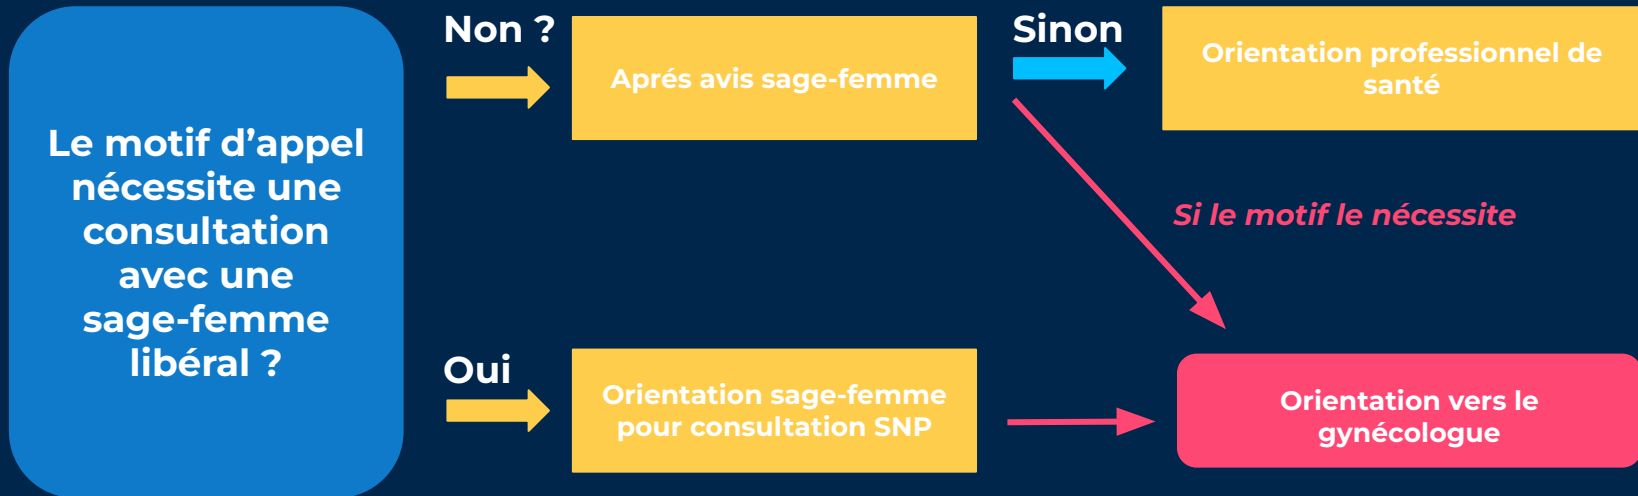 Le motif d’appel
nécessite une
consultation
avec une
sage-femme
libéral ?
Non ?
Aprés avis sage-femme
Sinon
Orientation professionnel de
santé
Si le motif le nécessite
Oui
Orientation sage-femme
pour consultation SNP
Orientation vers le
gynécologue